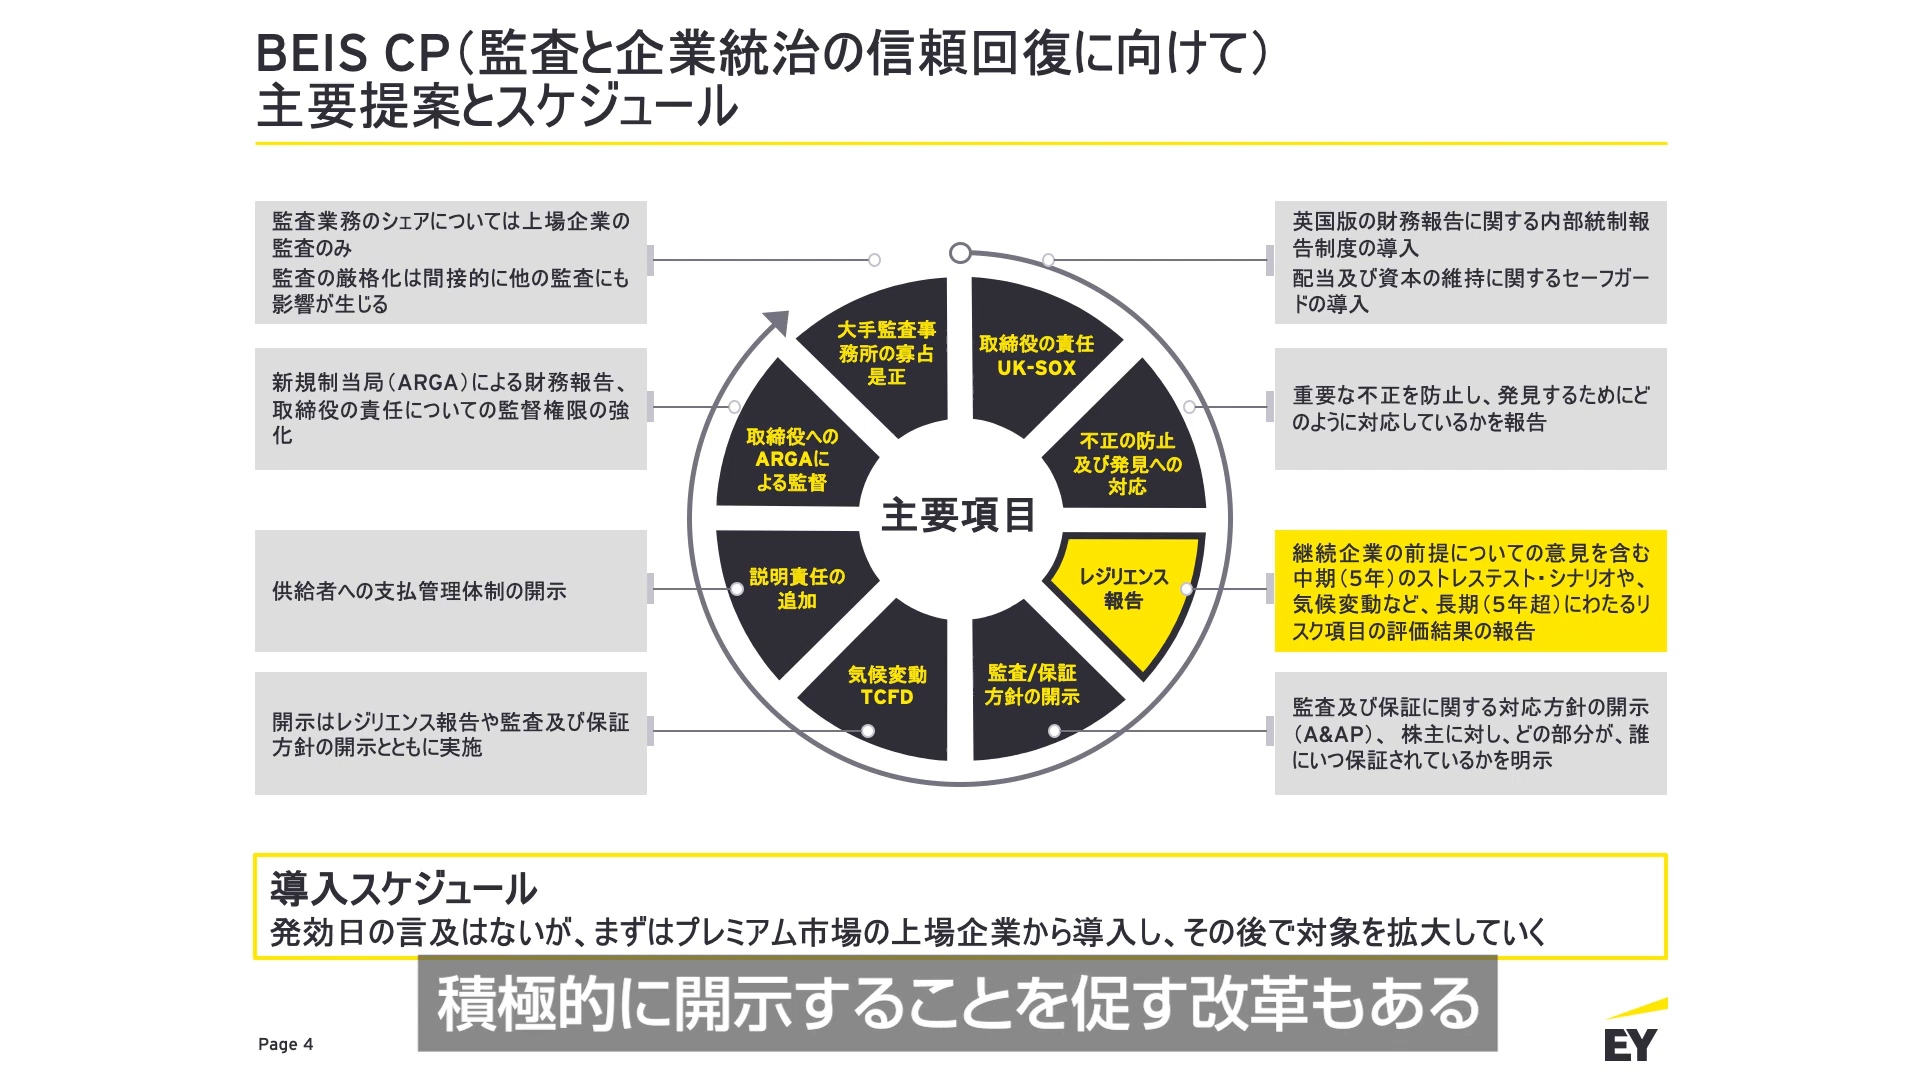 BEIS CP（監査と企業統治の信頼回復に向けて）
主要提案とスケジュール
監査業務のシェアについては上場企業の
監査のみ
監査の厳格化は間接的に他の監査にも
影響が生じる
新規制当局（ARGA）による財務報告、
取締役の責任についての監督権限の強
化
供給者への支払管理体制の開示
開示はレジリエンス報告や監査及び保証
方針の開示とともに実施
大手監査事
務所の寡占
是正
取締役の責任
UK-SOX
取締役への
ARGAに
よる監督
不正の防止
及び発見への
対応
主要項目
説明責任の
追加
レジリエンス
報告
気候変動
TCFD
監査/保証
方針の開示
英国版の財務報告に関する内部統制報
告制度の導入
配当及び資本の維持に関するセーフガー
ドの導入
重要な不正を防止し、発見するためにど
のように対応しているかを報告
継続企業の前提についての意見を含む
中期（5年）のストレステスト・シナリオや、
気候変動など、長期（5年超）にわたるリ
スク項目の評価結果の報告
監査及び保証に関する対応方針の開示
（A&AP）、 株主に対し、どの部分が、誰
にいつ保証されているかを明示
導入スケジュール
発効日の言及はないが、まずはプレミアム市場の上場企業から導入し、その後で対象を拡大していく
積極的に開示することを促す改革もある
Page 4
EY